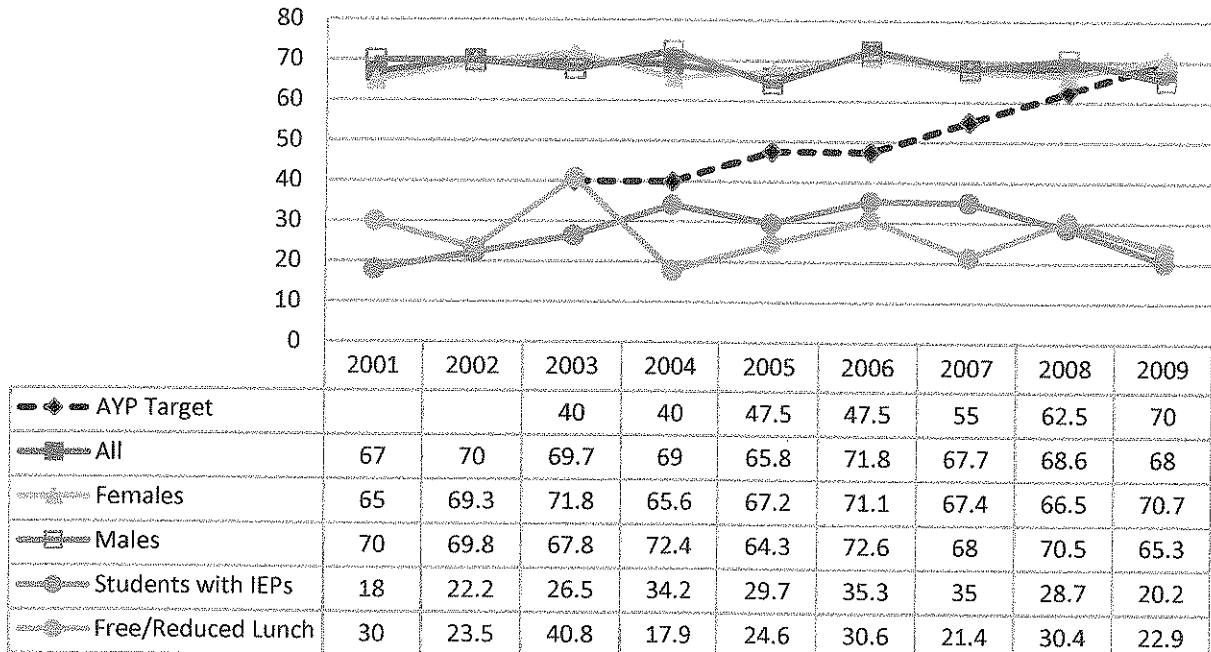 80
70
60
50
40
30
20
10
0
2001 2002 2003 2004 2005 2006 2007 2008 2009
AYP Target 40 40 47.5 47.5 55 62.5 70
All 67 70 69.7 69 65.8 71.8 67.7 68.6 68
Females 65 69.3 71.8 65.6 67.2 71.1 67.4 66.5 70.7
Males 70 69.8 67.8 72.4 64.3 72.6 68 70.5 65.3
Students with IEPs 18 22.2 26.5 34.2 29.7 35.3 35 28.7 20.2
Free/Reduced Lunch 30 23.5 40.8 17.9 24.6 30.6 21.4 30.4 22.9